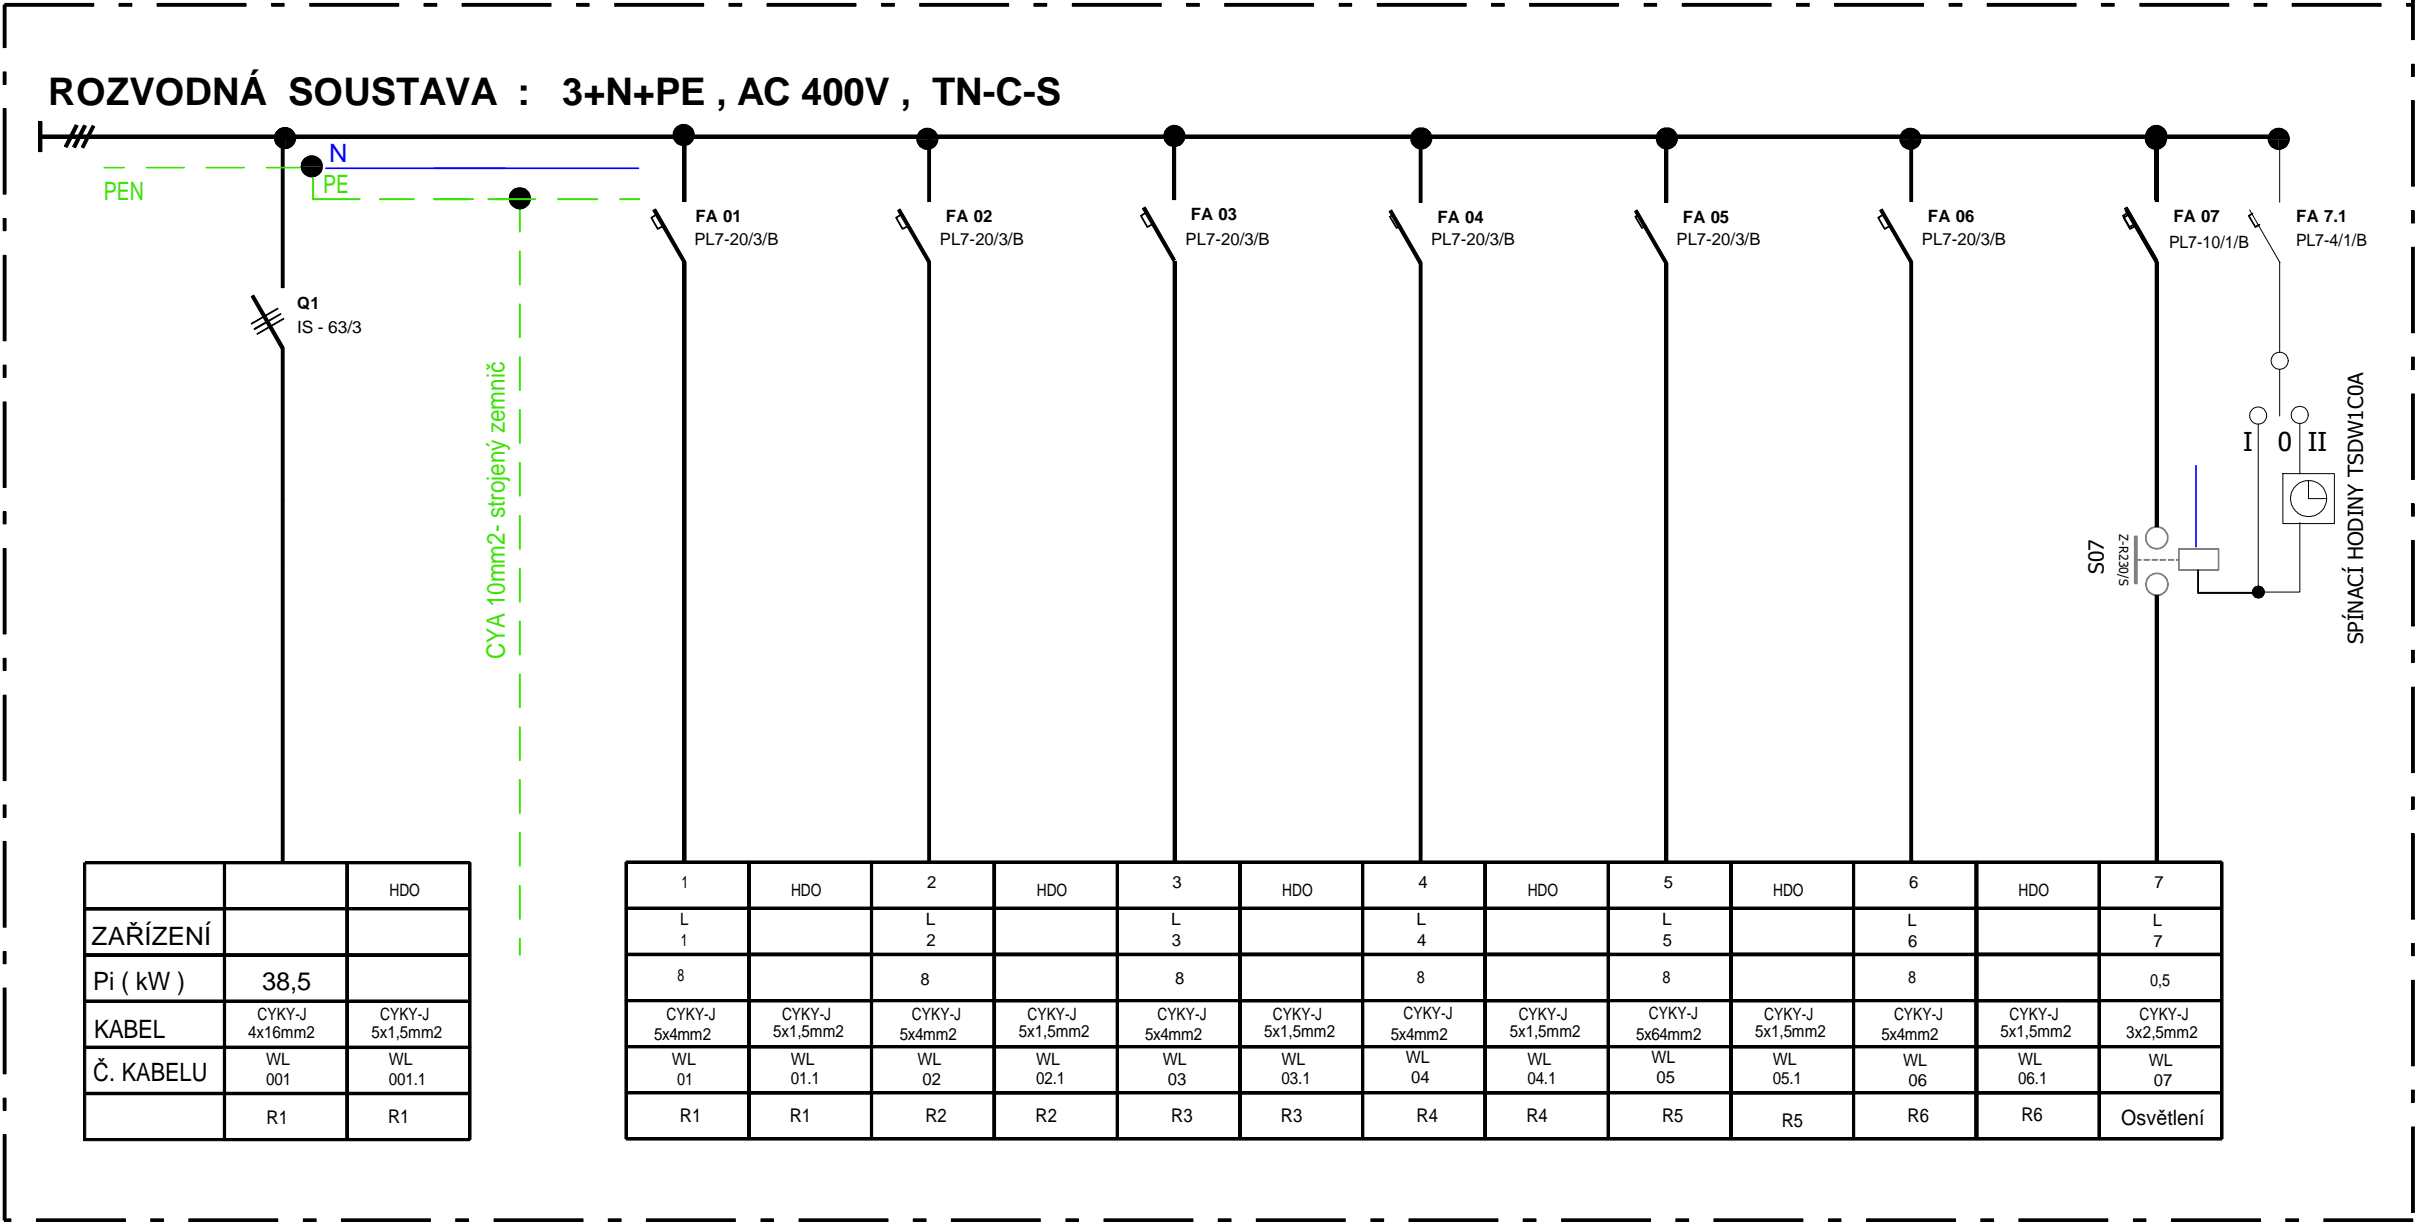 ROZVODNÁ SOUSTAVA : 3+N+PE , AC 400V , TN-C-S
N
PEN
PE
CYA 10mm2- strojený zemnič
Q1
IS - 63/3
FA 01
PL7-20/3/B
FA 02
PL7-20/3/B
FA 03
PL7-20/3/B
FA 04
PL7-20/3/B
FA 05
PL7-20/3/B
FA 06
PL7-20/3/B
FA 07
PL7-10/1/B
FA 7.1
PL7-4/1/B
I 0 II
S07
Z-R230/S
SPÍNACÍ HODINY TSDW1C0A
HDO
ZAŘÍZENÍ
Pi ( kW ) 38,5
KABEL
CYKY-J
4x16mm2
CYKY-J
5x1,5mm2
Č. KABELU
WL
001
WL
001.1
R1 R1
1 HDO 2 HDO 3 HDO 4 HDO 5 HDO 6 HDO 7
L L L L L L L
1 2 3 4 5 6 7
8 8 8 8 8 8 0,5
CYKY-J CYKY-J CYKY-J CYKY-J CYKY-J CYKY-J CYKY-J CYKY-J CYKY-J CYKY-J CYKY-J CYKY-J CYKY-J
5x4mm2 5x1,5mm2 5x4mm2 5x1,5mm2 5x4mm2 5x1,5mm2 5x4mm2 5x1,5mm2 5x64mm2 5x1,5mm2 5x4mm2 5x1,5mm2 3x2,5mm2
WL WL WL WL WL WL WL WL WL WL WL WL WL
01 01.1 02 02.1 03 03.1 04 04.1 05 05.1 06 06.1 07
R1 R1 R2 R2 R3 R3 R4 R4 R5 R5 R6 R6 Osvětlení